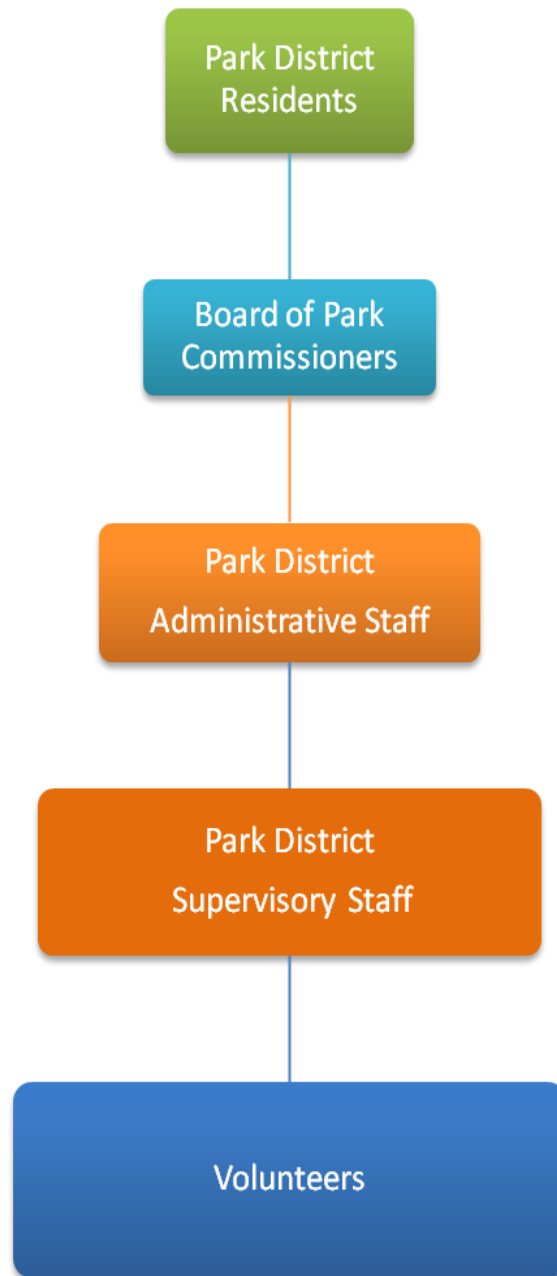 Park District
Residents
Board of Park
Commissioners
Park District
Administrative Staff
Park District
Supervisory Staff
Volunteers